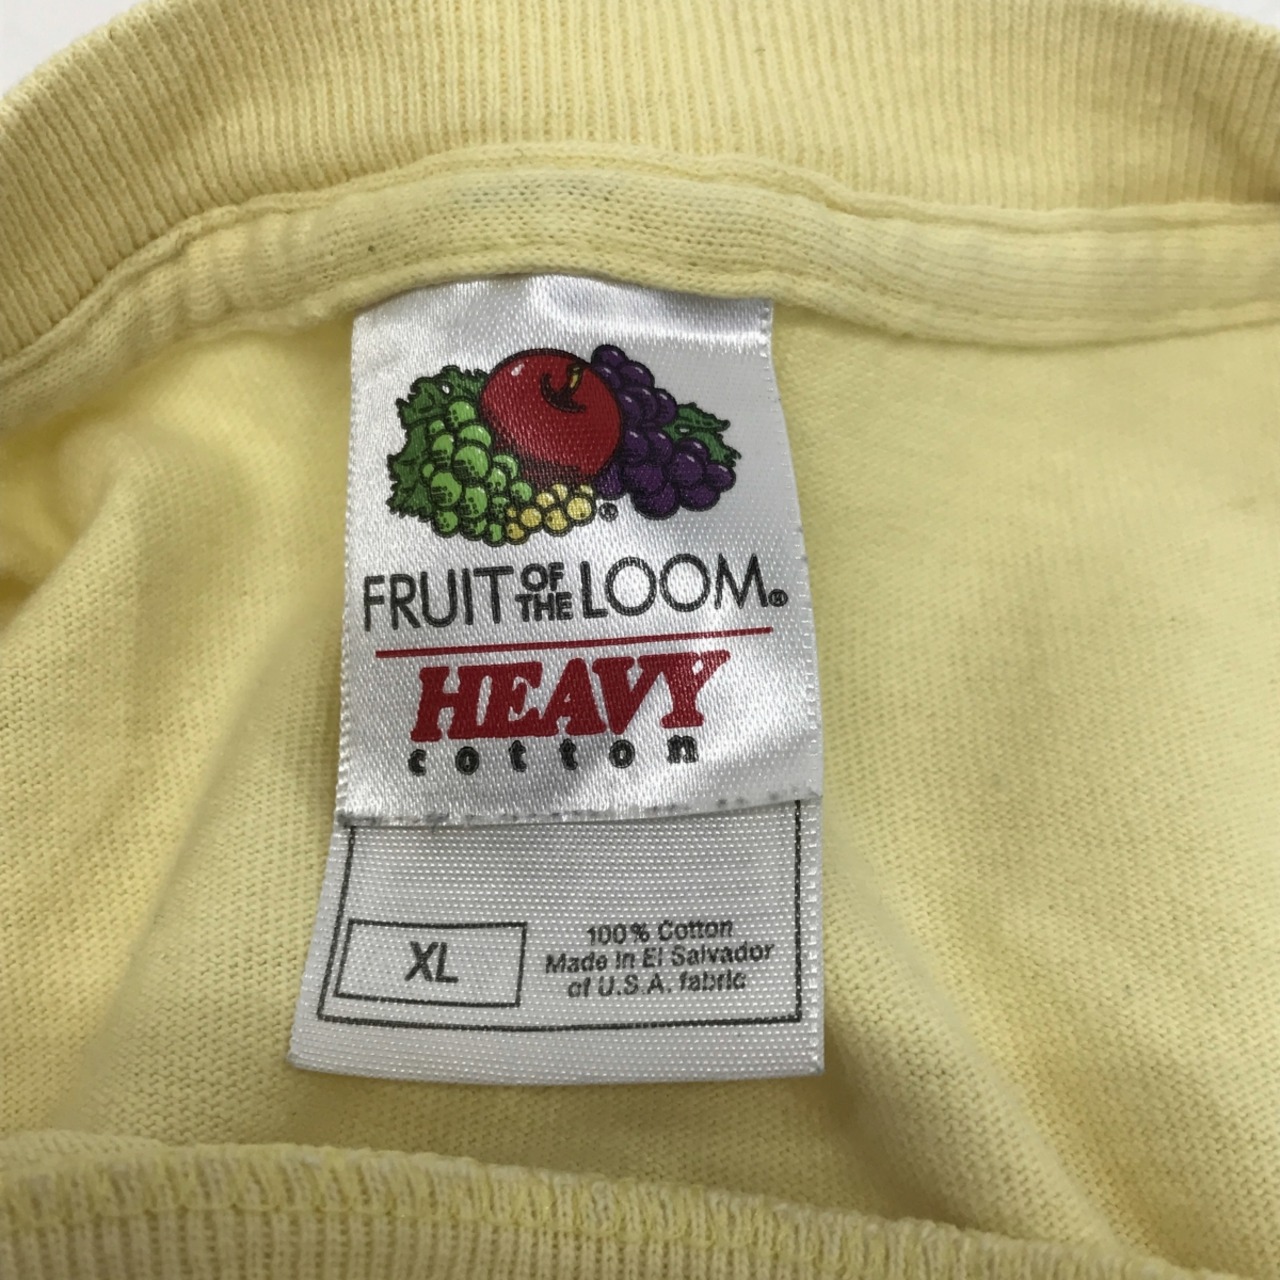 ®
FRUIT OF THE LOOM®
HEAVY
cotton
XL
100% Cotton
Made in El Salvador
of U.S.A. fabric